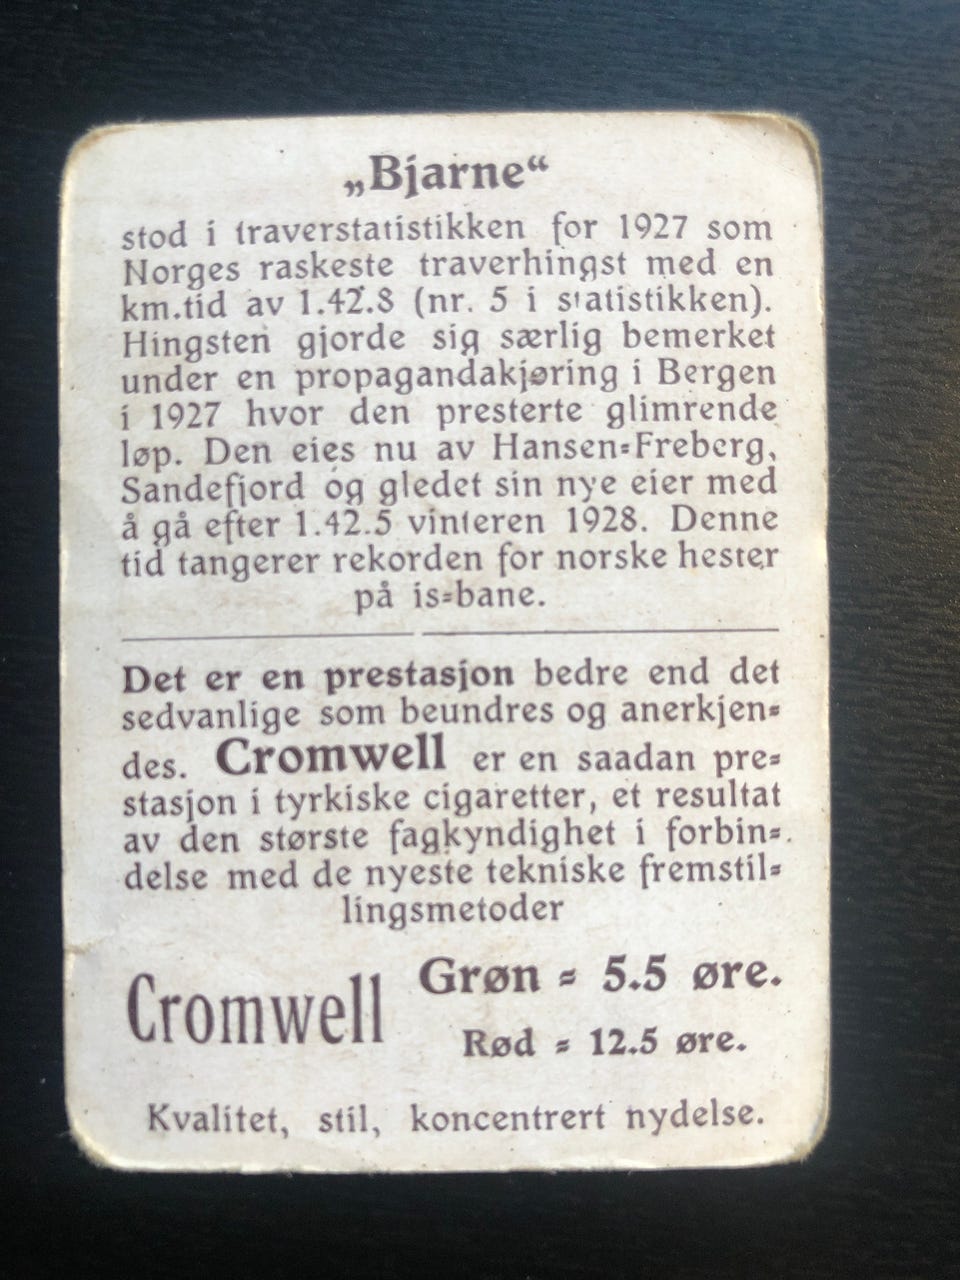 „Bjarne“
stod i traverstatistikken for 1927 som
Norges raskeste traverhingst med en
km.tid av 1.42.8 (nr. 5 i statistikken).
Hingsten gjorde sig særlig bemerket
under en propagandakjøring i Bergen
i 1927 hvor den presterte glimrende
løp. Den eies nu av Hansen=Freberg,
Sandefjord og gledet sin nye eier med
å gå efter 1.42.5 vinteren 1928. Denne
tid tangerer rekorden for norske hester
på is=bane.
Det er en prestasjon bedre end det
sedvanlige som beundres og anerkjen=
des. Cromwell er en saadan pre=
stasjon i tyrkiske cigaretter, et resultat
av den største fagkyndighet i forbin=
delse med de nyeste tekniske fremstil=
lingsmetoder
Cromwell
Grøn = 5.5 øre.
Rød = 12.5 øre.
Kvalitet, stil, koncentrert nydelse.